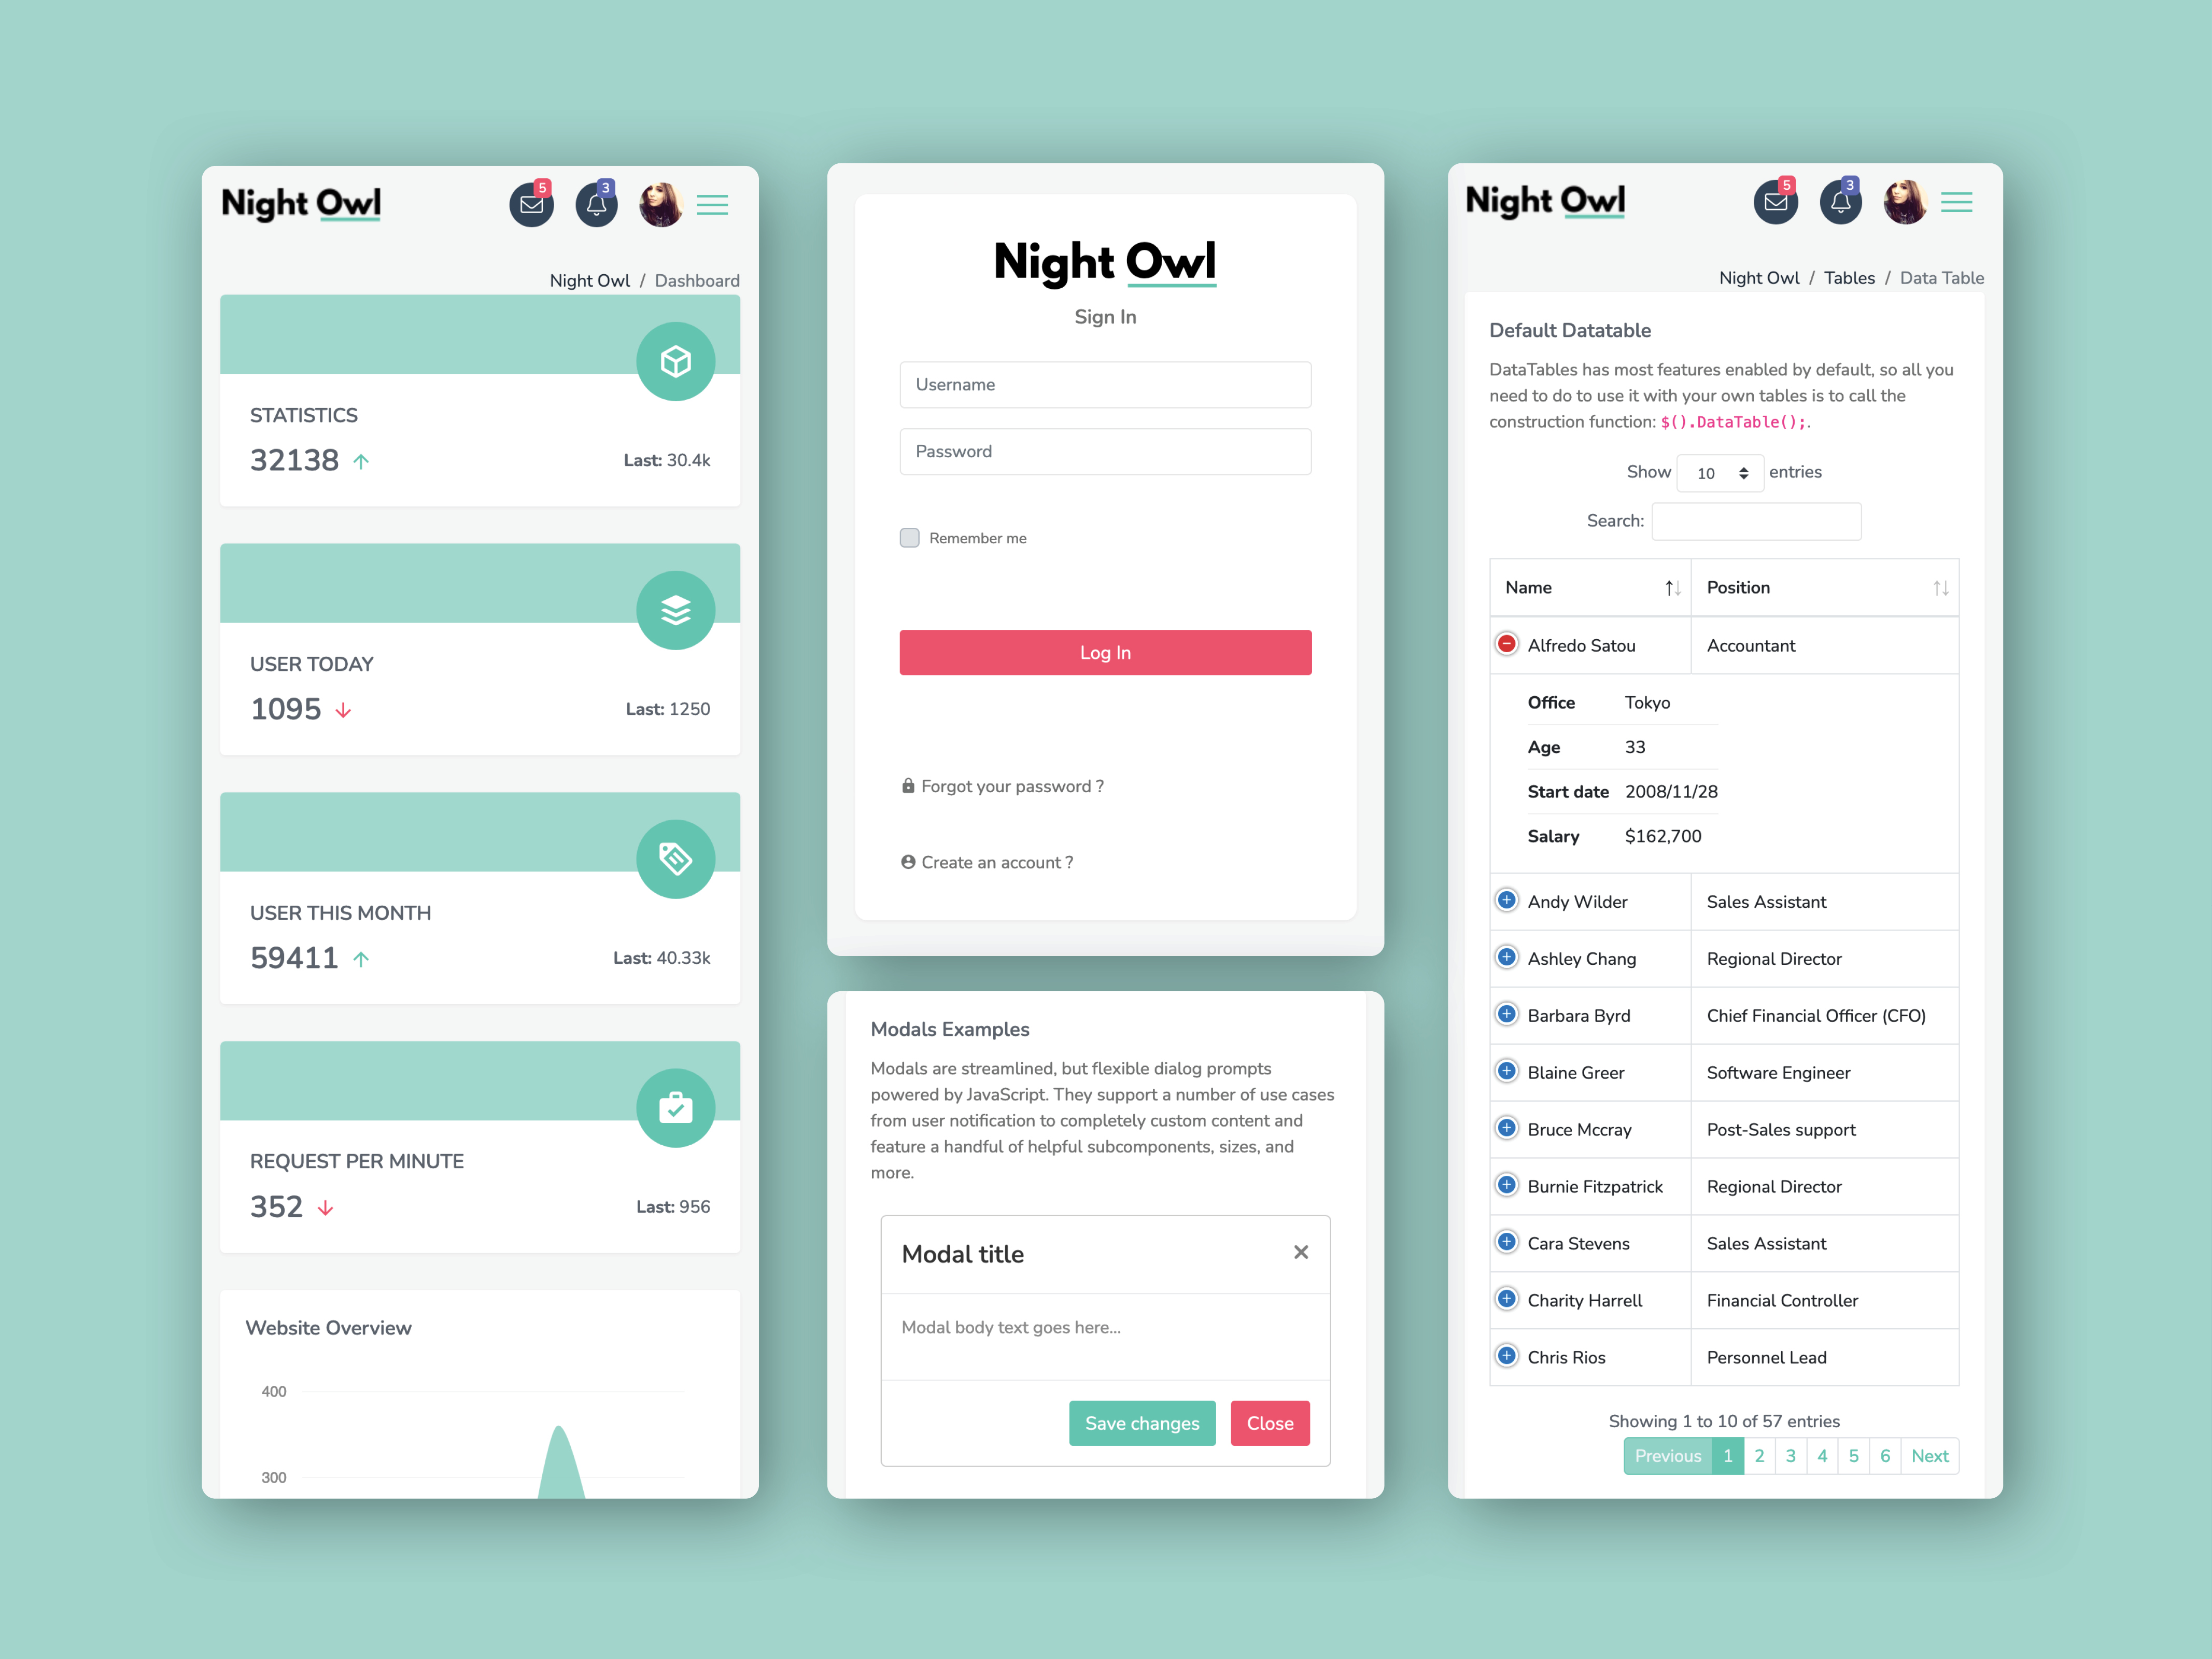 Night Owl
5
3
Night Owl / Dashboard
STATISTICS
32138
Last: 30.4k
USER TODAY
1095
Last: 1250
USER THIS MONTH
59411
Last: 40.33k
REQUEST PER MINUTE
352
Last: 956
Website Overview
400
300
Night Owl
Sign In
Username
Password
Remember me
Log In
Forgot your password ?
Create an account ?
Modals Examples
Modals are streamlined, but flexible dialog prompts
powered by JavaScript. They support a number of use cases
from user notification to completely custom content and
feature a handful of helpful subcomponents, sizes, and
more.
Modal title
Modal body text goes here...
Save changes
Close
Night Owl
5
3
Night Owl / Tables / Data Table
Default Datatable
DataTables has most features enabled by default, so all you
need to do to use it with your own tables is to call the
construction function: $().DataTable();.
Show 10 entries
Search:
Name Position
Alfredo Satou Accountant
Office Tokyo
Age 33
Start date 2008/11/28
Salary $162,700
Andy Wilder Sales Assistant
Ashley Chang Regional Director
Barbara Byrd Chief Financial Officer (CFO)
Blaine Greer Software Engineer
Bruce Mccray Post-Sales support
Burnie Fitzpatrick Regional Director
Cara Stevens Sales Assistant
Charity Harrell Financial Controller
Chris Rios Personnel Lead
Showing 1 to 10 of 57 entries
Previous 1 2 3 4 5 6 Next